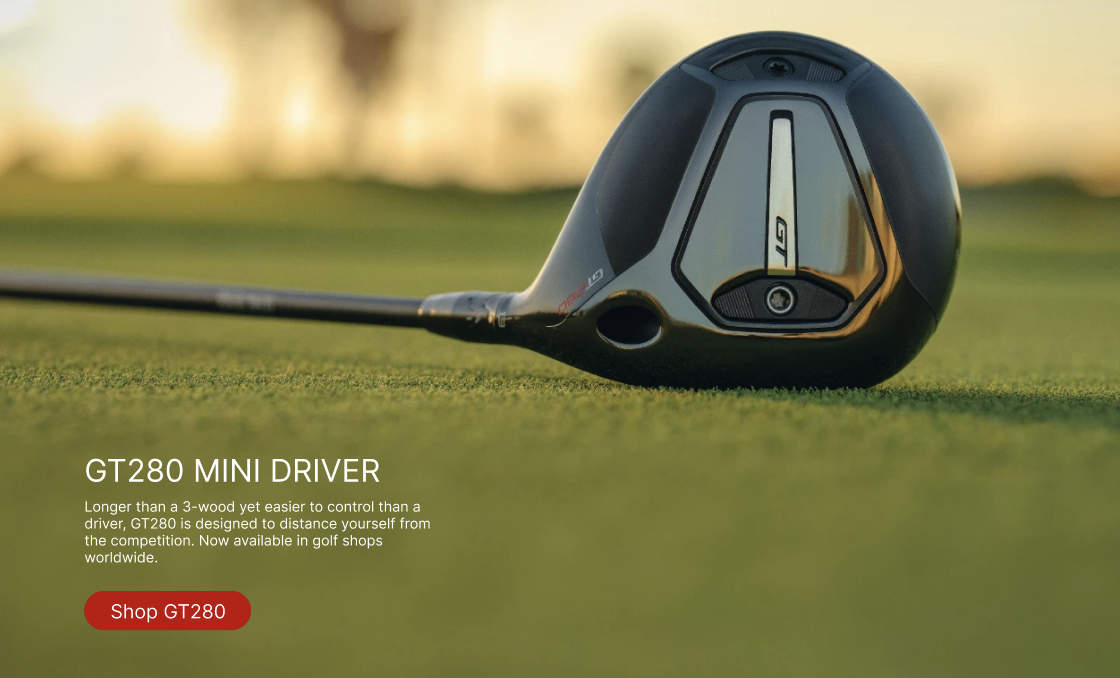 GT
GT280
GT280 MINI DRIVER
Longer than a 3-wood yet easier to control than a
driver, GT280 is designed to distance yourself from
the competition. Now available in golf shops
worldwide.
Shop GT280